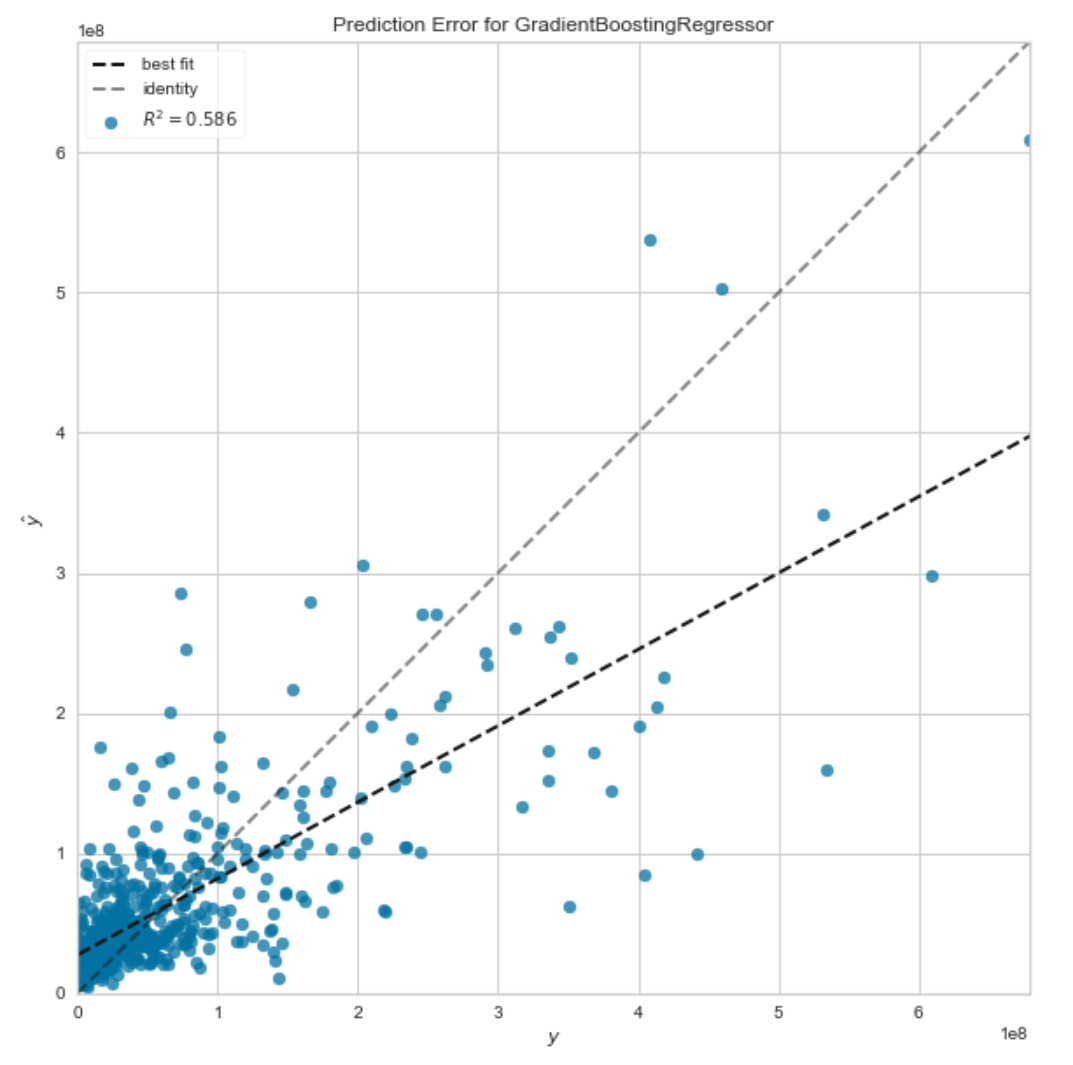 Prediction Error for GradientBoostingRegressor
1e8
best fit
identity
R² = 0.586
6
5
4
3
2
1
0
ŷ
0 1 2 3 4 5 6
1e8
y